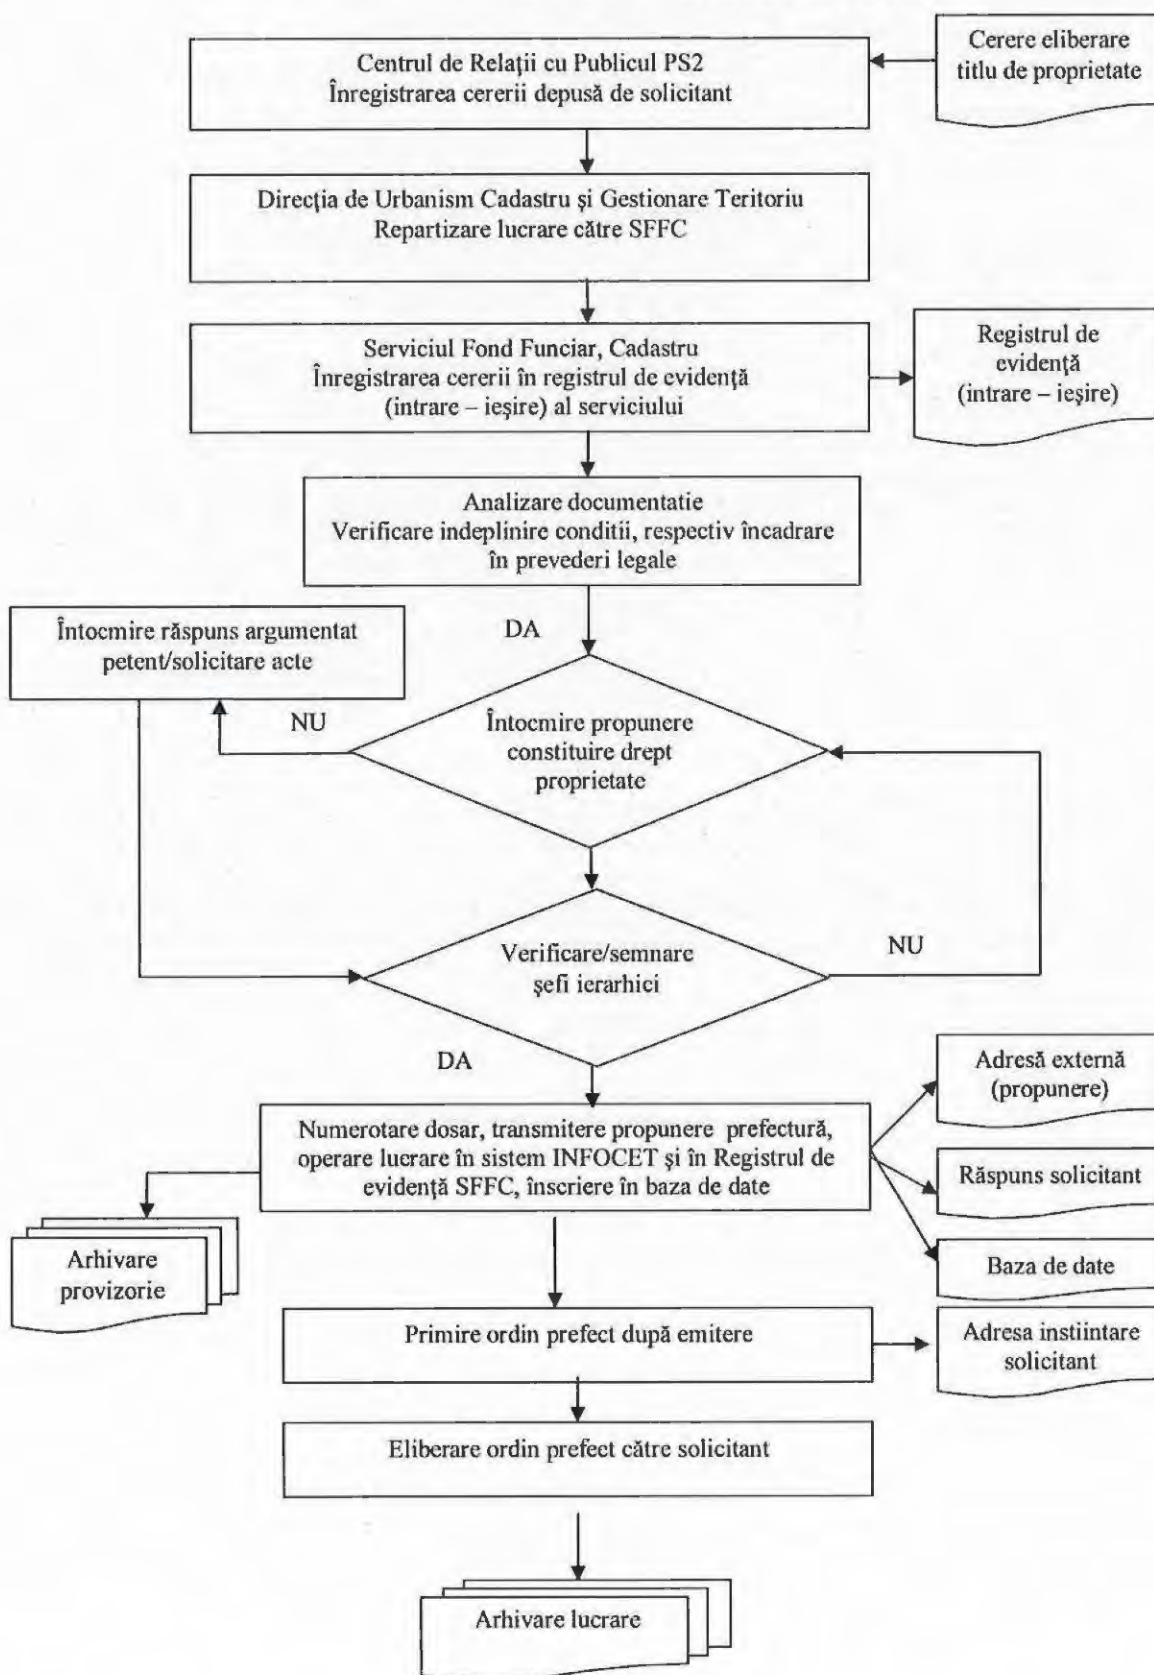 Cerere eliberare
titlu de proprietate
Centrul de Relaţii cu Publicul PS2
Înregistrarea cererii depusă de solicitant
Direcţia de Urbanism Cadastru şi Gestionare Teritoriu
Repartizare lucrare către SFFC
Serviciul Fond Funciar, Cadastru
Înregistrarea cererii în registrul de evidenţă
(intrare – ieşire) al serviciului
Registrul de
evidenţă
(intrare – ieşire)
Analizare documentatie
Verificare indeplinire conditii, respectiv încadrare
în prevederi legale
DA
Întocmire răspuns argumentat
petent/solicitare acte
NU
Întocmire propunere
constituire drept
proprietate
Verificare/semnare
şefi ierarhici
NU
DA
Numerotare dosar, transmitere propunere prefectură,
operare lucrare în sistem INFOCET şi în Registrul de
evidenţă SFFC, înscriere în baza de date
Adresă externă
(propunere)
Răspuns solicitant
Baza de date
Arhivare
provizorie
Primire ordin prefect după emitere
Adresa instiintare
solicitant
Eliberare ordin prefect către solicitant
Arhivare lucrare